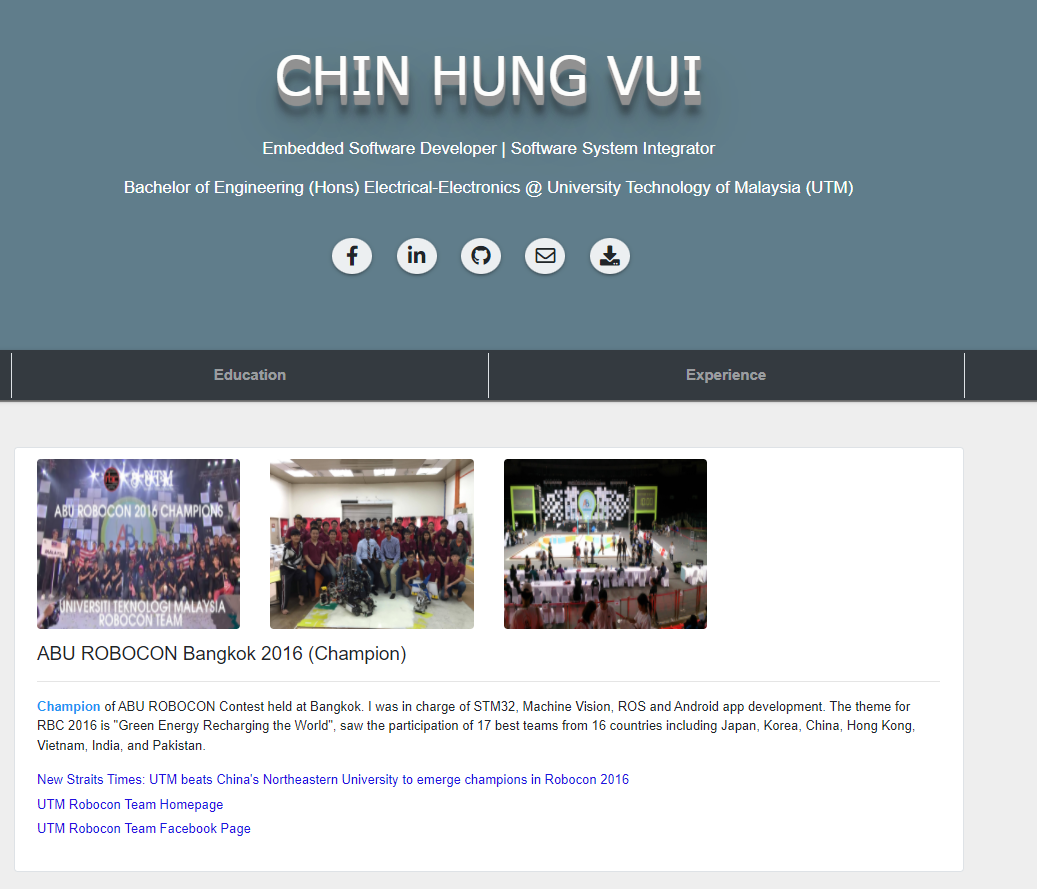 CHIN HUNG VUI
Embedded Software Developer | Software System Integrator
Bachelor of Engineering (Hons) Electrical-Electronics @ University Technology of Malaysia (UTM)
Education
Experience
UTM
ABU ROBOCON 2016 CHAMPIONS
MALAYSIA
UNIVERSITI TEKNOLOGI MALAYSIA
ROBOCON TEAM
ABU ROBOCON Bangkok 2016 (Champion)
Champion of ABU ROBOCON Contest held at Bangkok. I was in charge of STM32, Machine Vision, ROS and Android app development. The theme for
RBC 2016 is "Green Energy Recharging the World", saw the participation of 17 best teams from 16 countries including Japan, Korea, China, Hong Kong,
Vietnam, India, and Pakistan.
New Straits Times: UTM beats China's Northeastern University to emerge champions in Robocon 2016
UTM Robocon Team Homepage
UTM Robocon Team Facebook Page